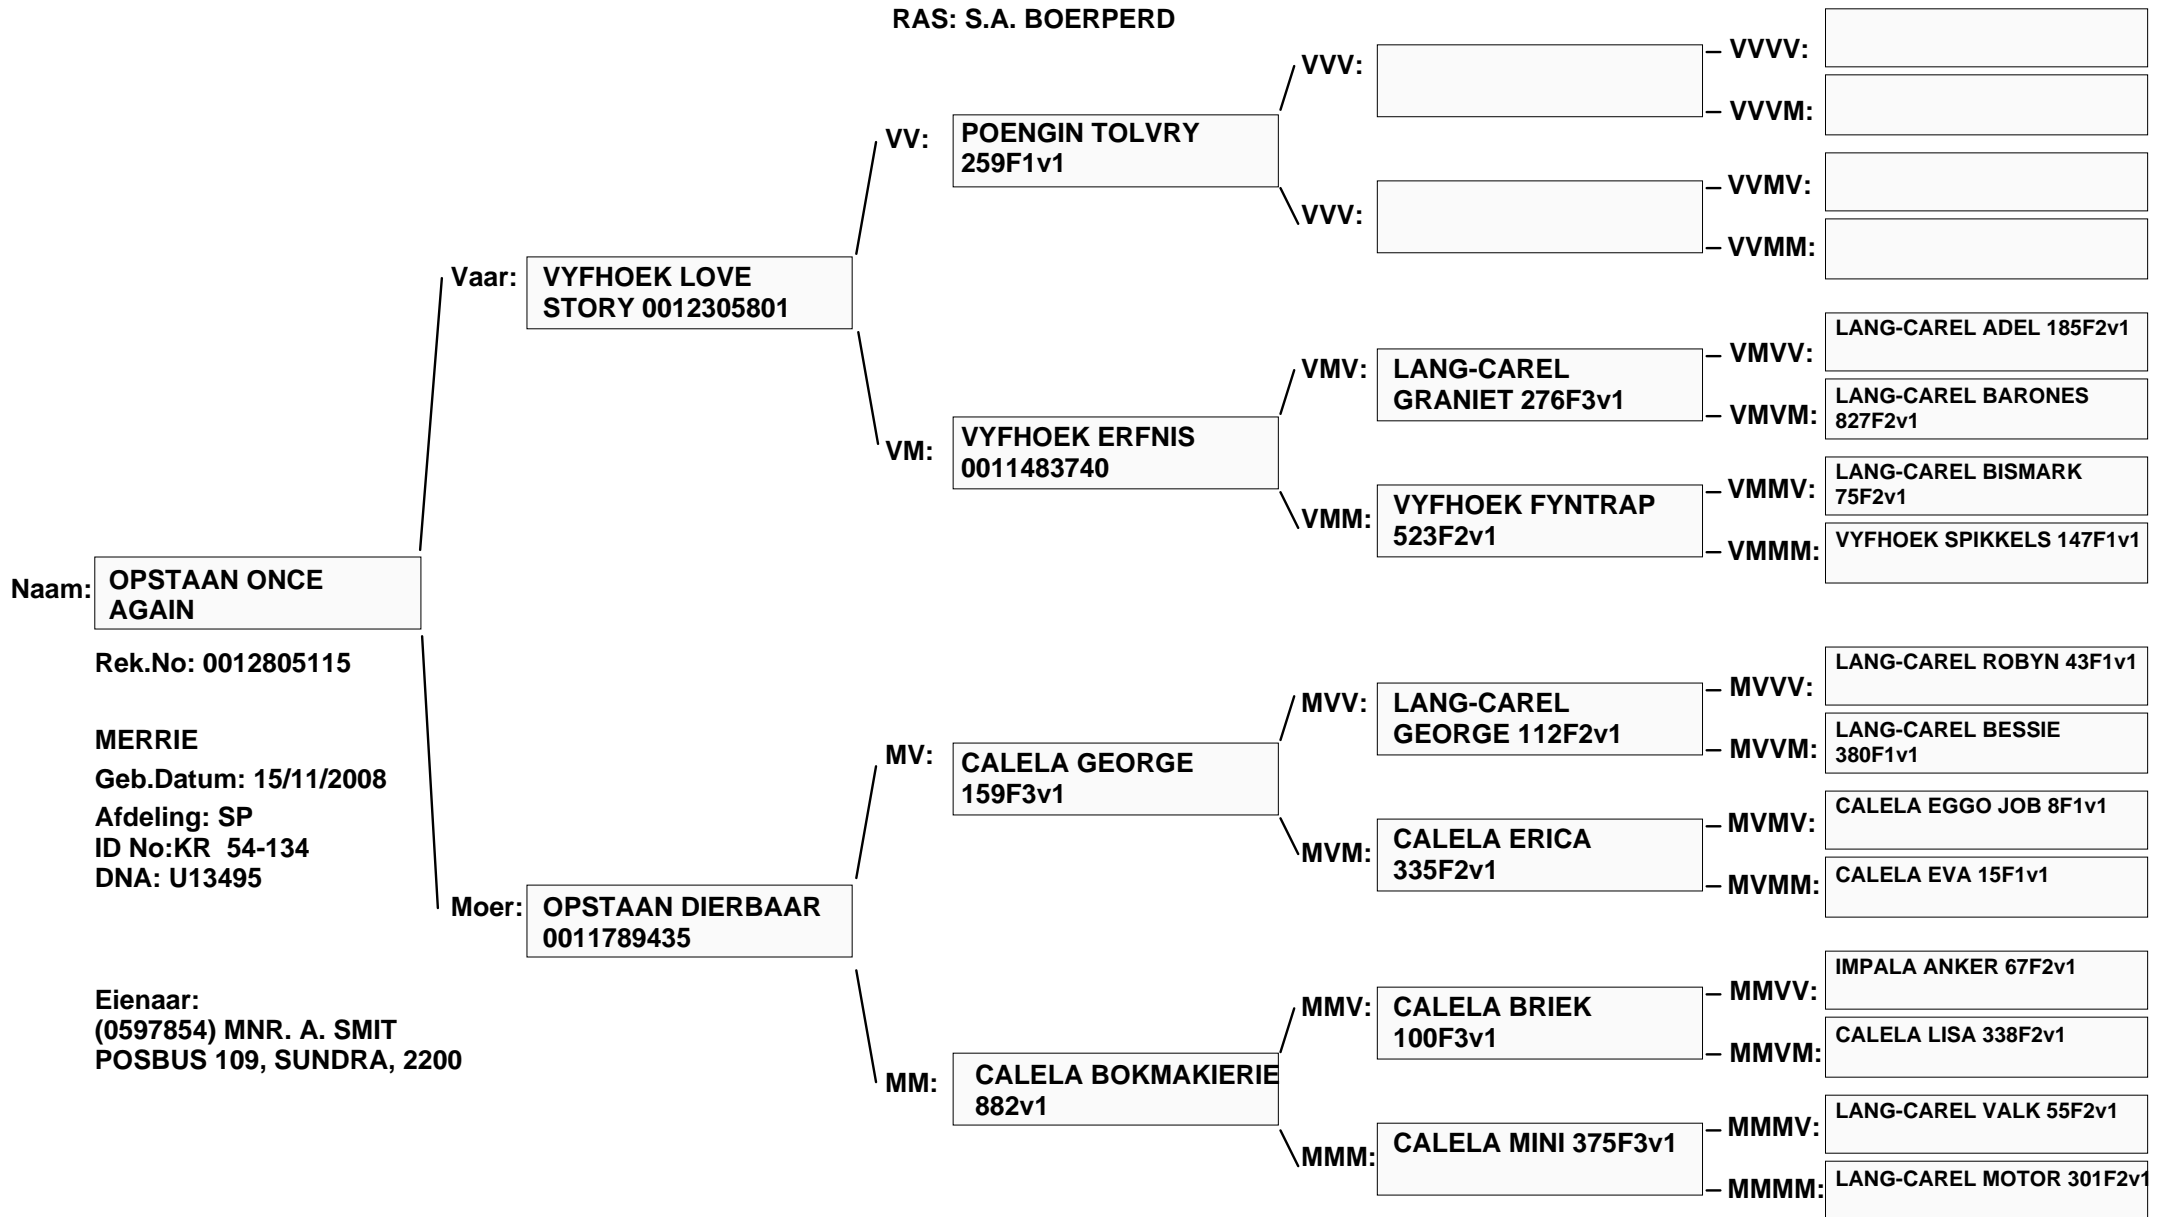 RAS: S.A. BOERPERD
Naam:
OPSTAAN ONCE
AGAIN
Rek.No: 0012805115
MERRIE
Geb.Datum: 15/11/2008
Afdeling: SP
ID No:KR 54-134
DNA: U13495
Eienaar:
(0597854) MNR. A. SMIT
POSBUS 109, SUNDRA, 2200
Vaar:
VYFHOEK LOVE
STORY 0012305801
Moer:
OPSTAAN DIERBAAR
0011789435
VV:
POENGIN TOLVRY
259F1v1
VM:
VYFHOEK ERFNIS
0011483740
MV:
CALELA GEORGE
159F3v1
MM:
CALELA BOKMAKIERIE
882v1
VVV:
VVV:
VMV:
LANG-CAREL
GRANIET 276F3v1
VMM:
VYFHOEK FYNTRAP
523F2v1
MVV:
LANG-CAREL
GEORGE 112F2v1
MVM:
CALELA ERICA
335F2v1
MMV:
CALELA BRIEK
100F3v1
MMM:
CALELA MINI 375F3v1
– VVVV:
– VVVM:
– VVMV:
– VVMM:
– VMVV:
LANG-CAREL ADEL 185F2v1
– VMVM:
LANG-CAREL BARONES
827F2v1
– VMMV:
LANG-CAREL BISMARK
75F2v1
– VMMM:
VYFHOEK SPIKKELS 147F1v1
– MVVV:
LANG-CAREL ROBYN 43F1v1
– MVVM:
LANG-CAREL BESSIE
380F1v1
– MVMV:
CALELA EGGO JOB 8F1v1
– MVMM:
CALELA EVA 15F1v1
– MMVV:
IMPALA ANKER 67F2v1
– MMVM:
CALELA LISA 338F2v1
– MMMV:
LANG-CAREL VALK 55F2v1
– MMMM:
LANG-CAREL MOTOR 301F2v1